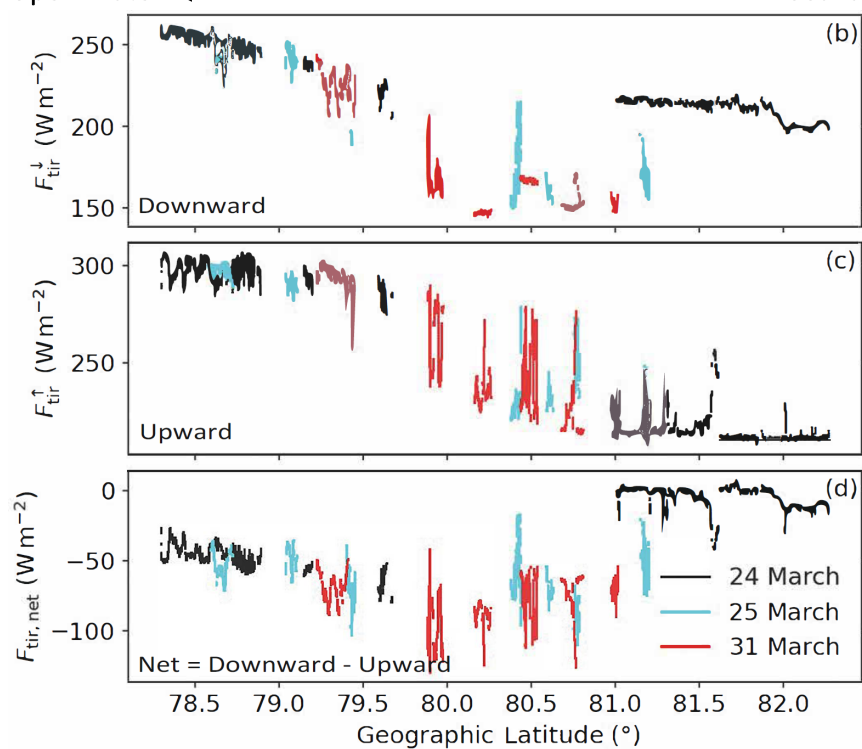 (b)
250
200
150
F↓tir (W m−2)
Downward
(c)
300
250
F↑tir (W m−2)
Upward
(d)
0
−50
−100
Ftir, net (W m−2)
24 March
25 March
31 March
Net = Downward - Upward
78.5 79.0 79.5 80.0 80.5 81.0 81.5 82.0
Geographic Latitude (°)